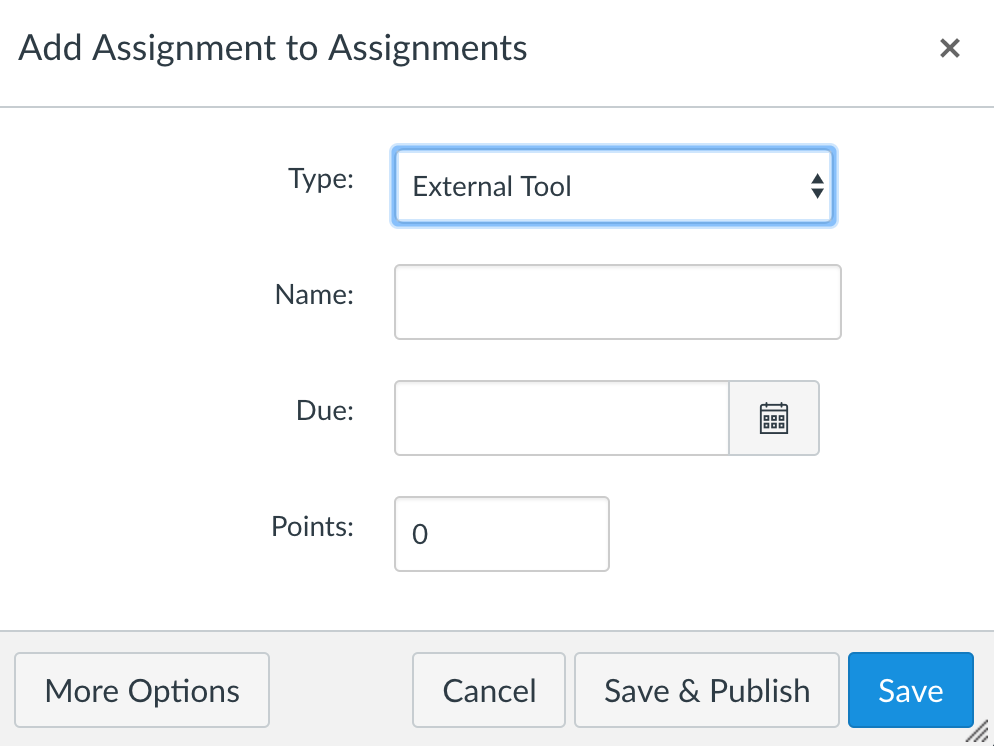 Add Assignment to Assignments
Type: External Tool
Name:
Due:
Points: 0
More Options Cancel Save & Publish Save